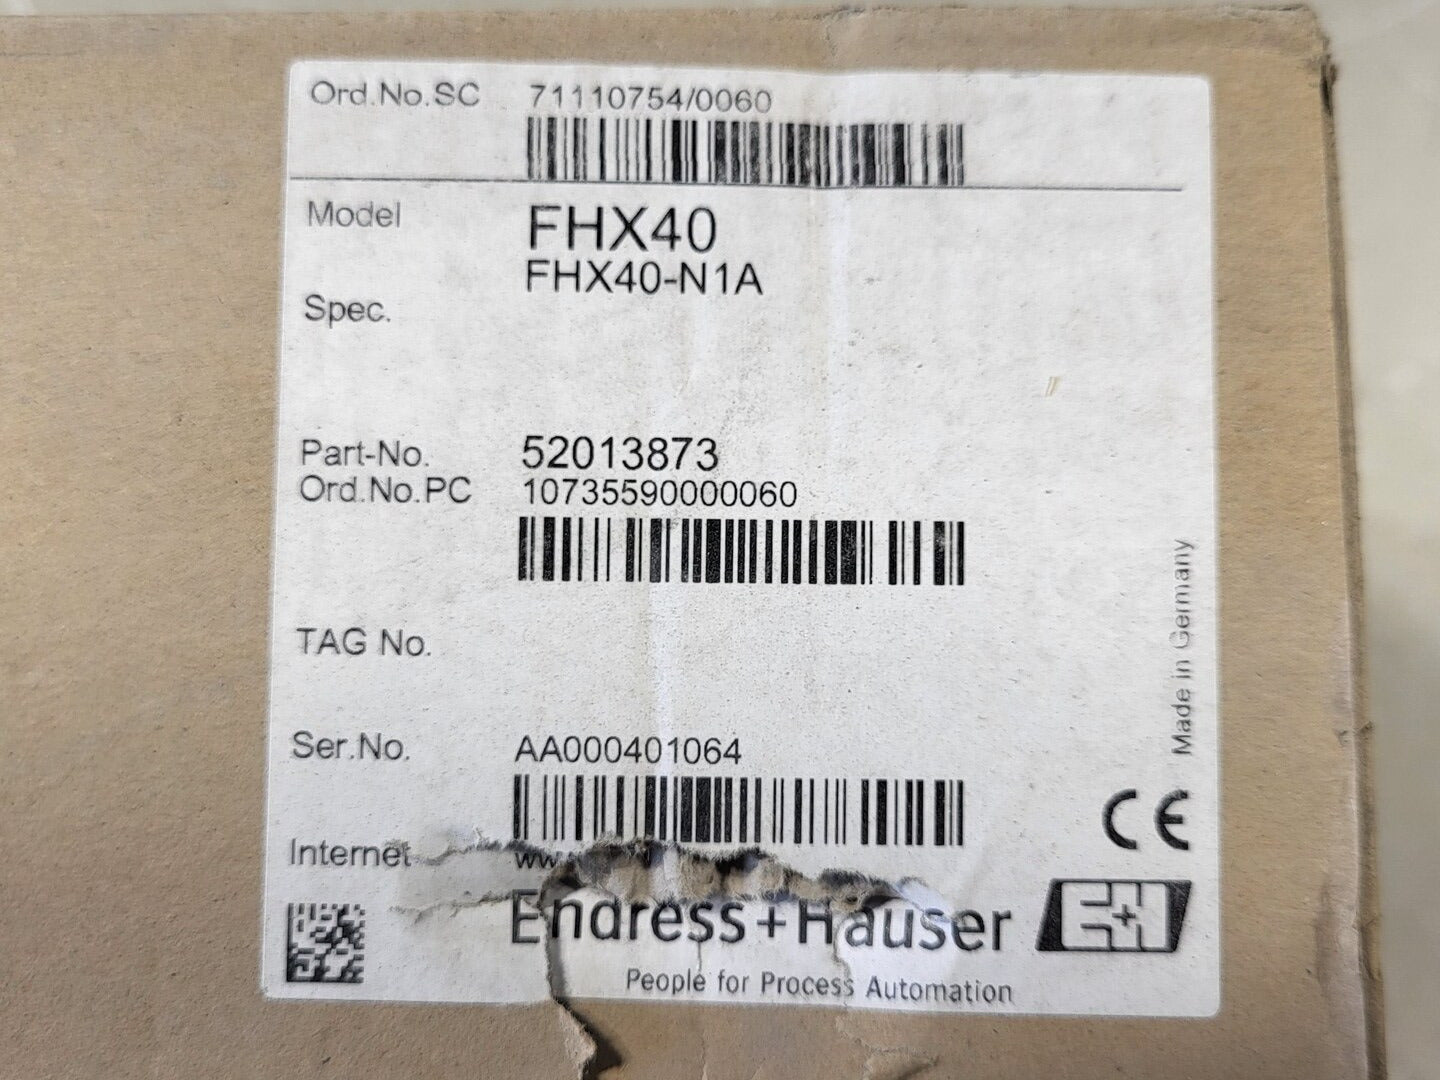 Ord.No.SC 71110754/0060
Model FHX40
FHX40-N1A
Spec.
Part-No. 52013873
Ord.No.PC 10735590000060
TAG No.
Ser.No. AA000401064
Internet
Endress+Hauser
E+H
People for Process Automation
Made in Germany
CE